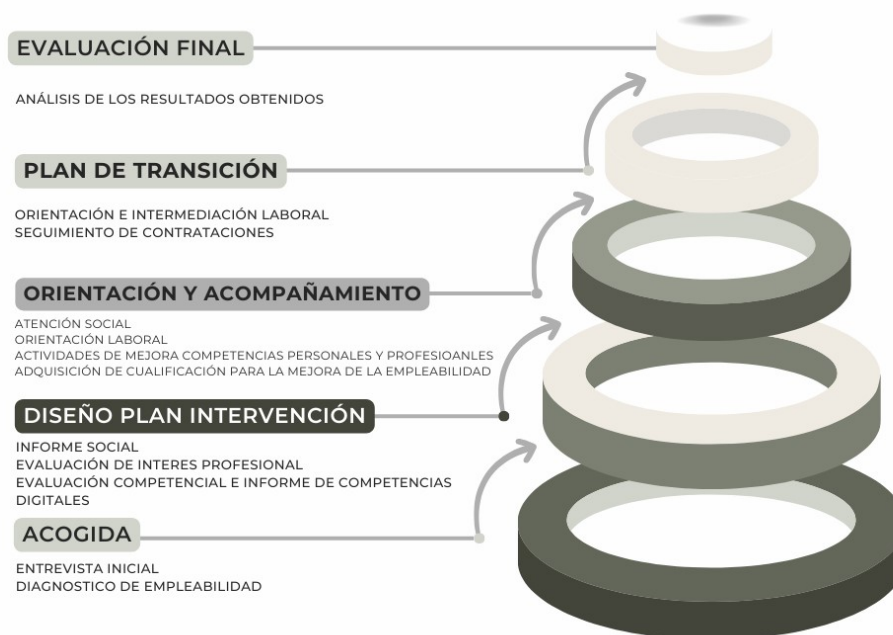 EVALUACIÓN FINAL
ANÁLISIS DE LOS RESULTADOS OBTENIDOS
PLAN DE TRANSICIÓN
ORIENTACIÓN E INTERMEDIACIÓN LABORAL
SEGUIMIENTO DE CONTRATACIONES
ORIENTACIÓN Y ACOMPAÑAMIENTO
ATENCIÓN SOCIAL
ORIENTACIÓN LABORAL
ACTIVIDADES DE MEJORA COMPETENCIAS PERSONALES Y PROFESIOANLES
ADQUISICIÓN DE CUALIFICACIÓN PARA LA MEJORA DE LA EMPLEABILIDAD
DISEÑO PLAN INTERVENCIÓN
INFORME SOCIAL
EVALUACIÓN DE INTERES PROFESIONAL
EVALUACIÓN COMPETENCIAL E INFORME DE COMPETENCIAS
DIGITALES
ACOGIDA
ENTREVISTA INICIAL
DIAGNOSTICO DE EMPLEABILIDAD